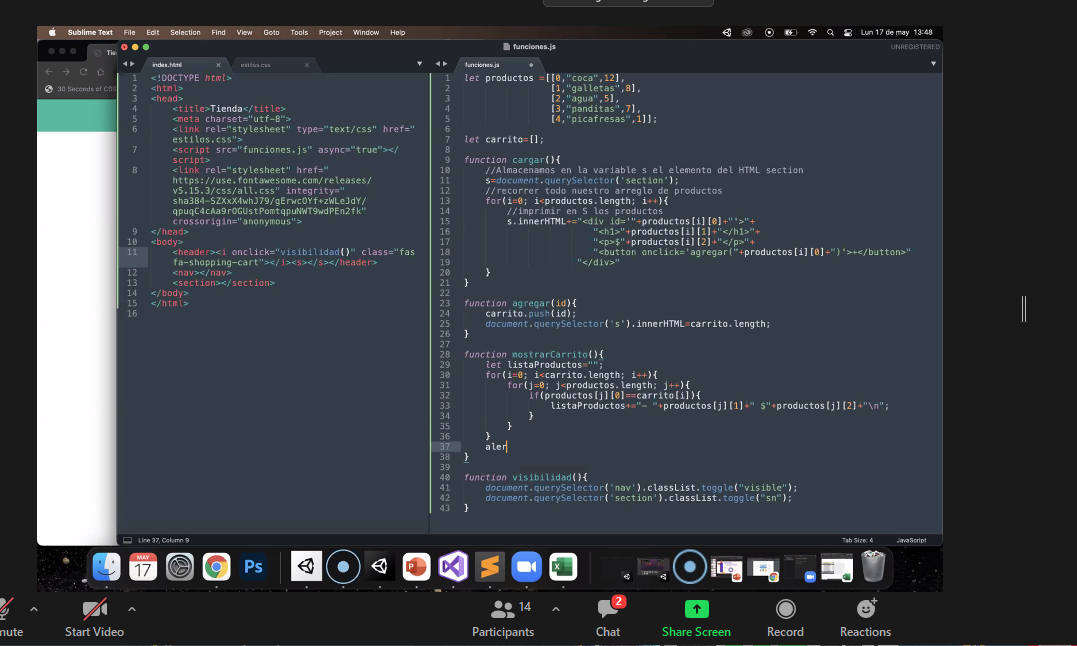 Sublime Text File Edit Selection Find View Goto Tools Project Window Help Lun 17 de may 13:48
funciones.js
UNREGISTERED
index.html
estilos.css
funciones.js
30 Seconds of CSS
1 <!DOCTYPE html>
2 <html>
3 <head>
4 <title>Tienda</title>
5 <meta charset="utf-8">
6 <link rel="stylesheet" type="text/css" href="
estilos.css">
7 <script src="funciones.js" async="true"></
script>
8 <link rel="stylesheet" href="
https://use.fontawesome.com/releases/
v5.15.3/css/all.css" integrity="
sha384-SZXxX4whJ79/gErwcOYf+zWLeJdY/
qpuqC4cAa9rOGUstPomtqpuNWT9wdPEn2fk"
crossorigin="anonymous">
9 </head>
10 <body>
11 <header><i onclick="visibilidad()" class="fas
fa-shopping-cart"></i><s></s></header>
12 <nav></nav>
13 <section></section>
14 </body>
15 </html>
16
1 let productos =[[0,"coca",12],
2 [1,"galletas",8],
3 [2,"agua",5],
4 [3,"panditas",7],
5 [4,"picafresas",1]];
6
7 let carrito=[];
8
9 function cargar(){
10 //Almacenamos en la variable s el elemento del HTML section
11 s=document.querySelector('section');
12 //recorrer todo nuestro arreglo de productos
13 for(i=0; i<productos.length; i++){
14 //imprimir en S los productos
15 s.innerHTML+="<div id='"+productos[i][0]+"'>"+
16 "<h1>"+productos[i][1]+"</h1>"+
17 "<p>$"+productos[i][2]+"</p>"+
18 "<button onclick='agregar("+productos[i][0]+")'>+</button>"
19 "</div>"
20 }
21 }
22
23 function agregar(id){
24 carrito.push(id);
25 document.querySelector('s').innerHTML=carrito.length;
26 }
27
28 function mostrarCarrito(){
29 let listaProductos="";
30 for(i=0; i<carrito.length; i++){
31 for(j=0; j<productos.length; j++){
32 if(productos[j][0]==carrito[i]){
33 listaProductos+="- "+productos[j][1]+" $"+productos[j][2]+"\n";
34 }
35 }
36 }
37 aler
38 }
39
40 function visibilidad(){
41 document.querySelector('nav').classList.toggle("visible");
42 document.querySelector('section').classList.toggle("sn");
43 }
Line 37, Column 9
Tab Size: 4
JavaScript
MAY
17
Ps
14
2
Start Video
Participants
Chat
Share Screen
Record
Reactions